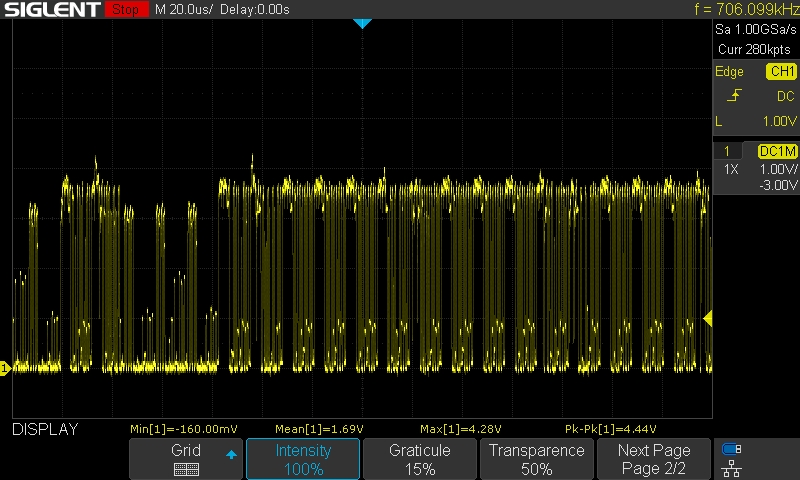 SIGLENT Stop M 20.0us/ Delay:0.00s f = 706.099kHz
Sa 1.00GSa/s
Curr 280kpts
Edge CH1
DC
L 1.00V
1 DC1M
1X 1.00V/
-3.00V
1
DISPLAY Min[1]=-160.00mV Mean[1]=1.69V Max[1]=4.28V Pk-Pk[1]=4.44V
Grid Intensity Graticule Transparence Next Page
100% 15% 50% Page 2/2